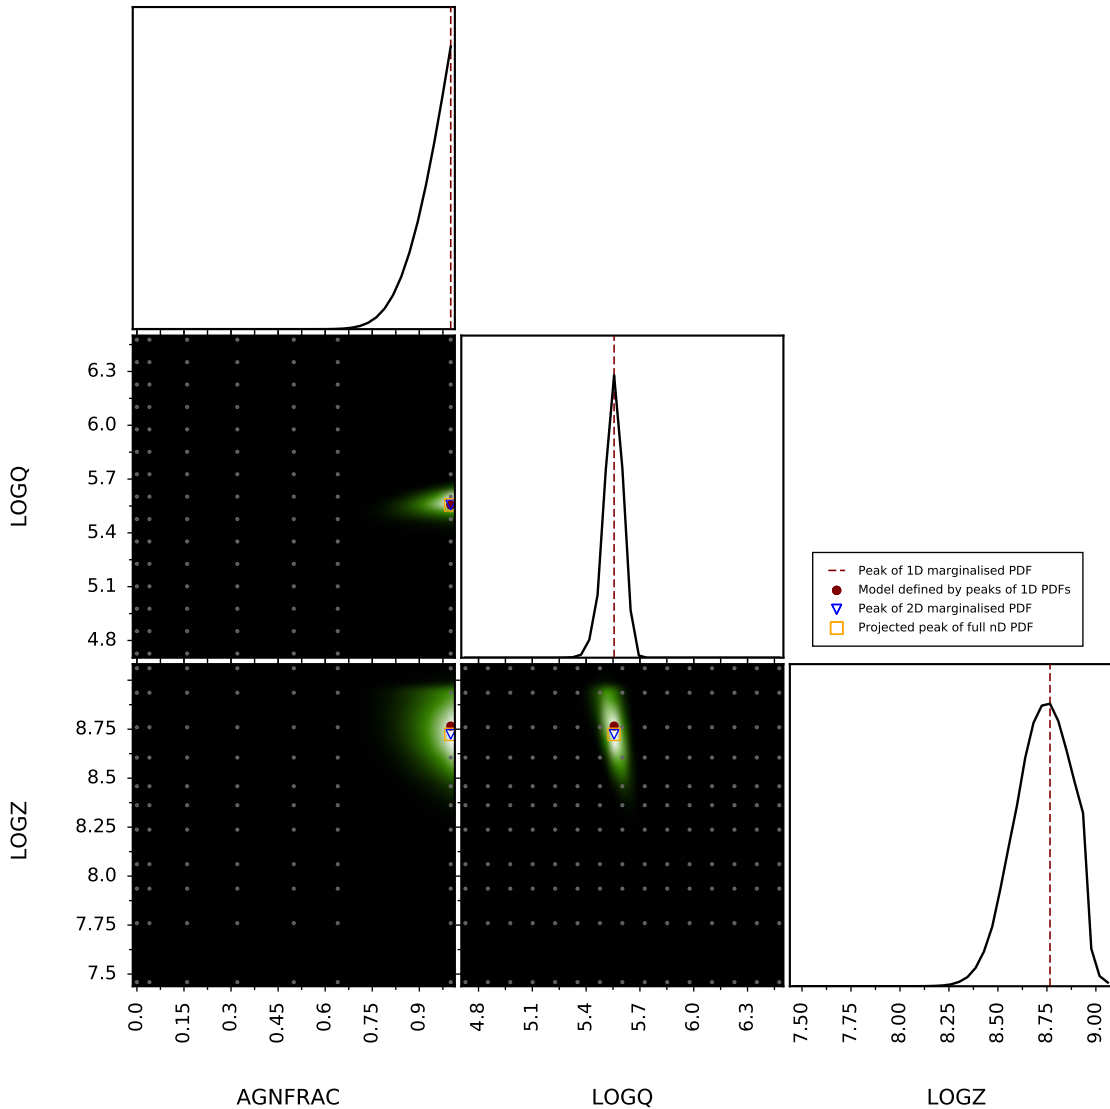 LOGQ
6.3
6.0
5.7
5.4
5.1
4.8
Peak of 1D marginalised PDF
Model defined by peaks of 1D PDFs
Peak of 2D marginalised PDF
Projected peak of full nD PDF
LOGZ
8.75
8.5
8.25
8.0
7.75
7.5
0.0 0.15 0.3 0.45 0.6 0.75 0.9 4.8 5.1 5.4 5.7 6.0 6.3 7.50 7.75 8.00 8.25 8.50 8.75 9.00
AGNFRAC LOGQ LOGZ